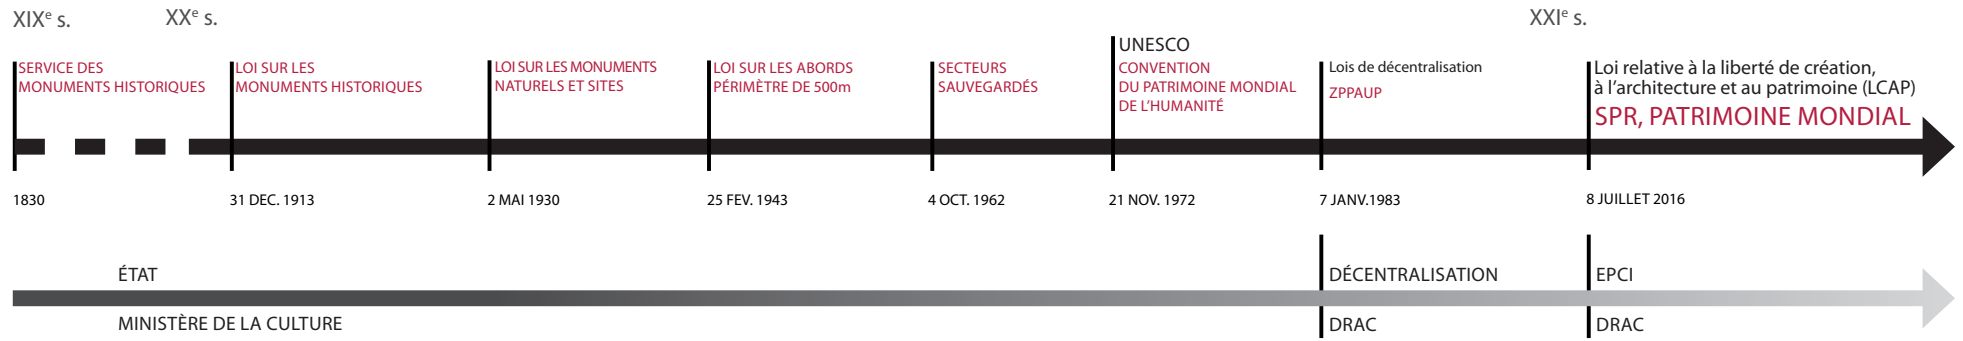 XIXᵉ s.
XXᵉ s.
XXIᵉ s.
SERVICE DES
MONUMENTS HISTORIQUES
LOI SUR LES
MONUMENTS HISTORIQUES
LOI SUR LES MONUMENTS
NATURELS ET SITES
LOI SUR LES ABORDS
PÉRIMÈTRE DE 500m
SECTEURS
SAUVEGARDÉS
UNESCO
CONVENTION
DU PATRIMOINE MONDIAL
DE L'HUMANITÉ
Lois de décentralisation
ZPPAUP
Loi relative à la liberté de création,
à l'architecture et au patrimoine (LCAP)
SPR, PATRIMOINE MONDIAL
1830
31 DEC. 1913
2 MAI 1930
25 FEV. 1943
4 OCT. 1962
21 NOV. 1972
7 JANV.1983
8 JUILLET 2016
ÉTAT
DÉCENTRALISATION
EPCI
MINISTÈRE DE LA CULTURE
DRAC
DRAC